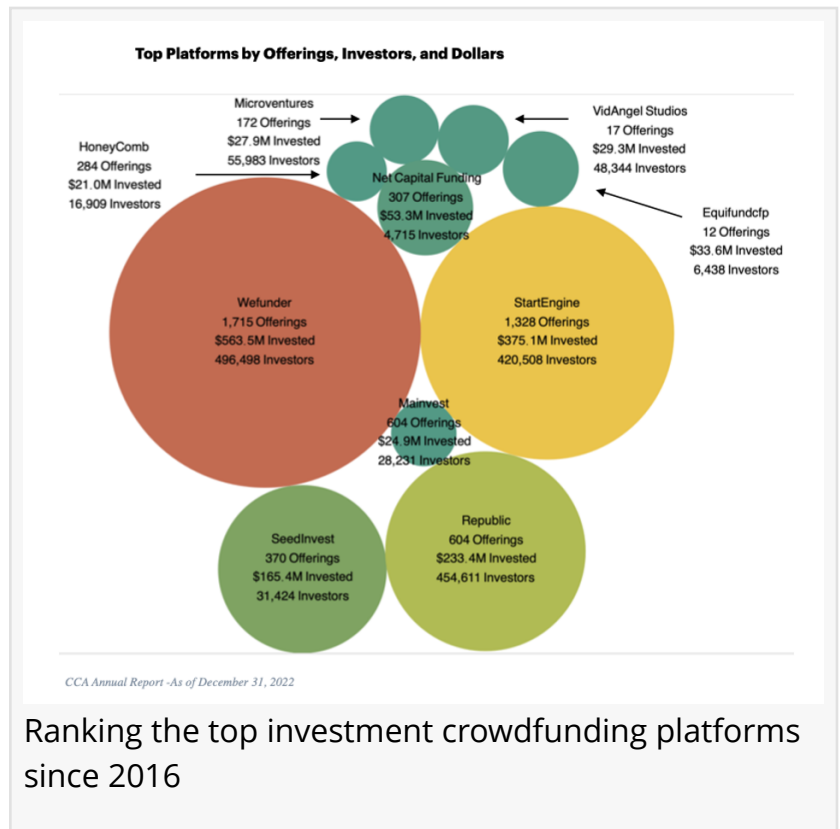 Top Platforms by Offerings, Investors, and Dollars
Microventures
172 Offerings
$27.9M Invested
55,983 Investors
VidAngel Studios
17 Offerings
$29.3M Invested
48,344 Investors
HoneyComb
284 Offerings
$21.0M Invested
16,909 Investors
Net Capital Funding
307 Offerings
$53.3M Invested
4,715 Investors
Equifundcfp
12 Offerings
$33.6M Invested
6,438 Investors
Wefunder
1,715 Offerings
$563.5M Invested
496,498 Investors
StartEngine
1,328 Offerings
$375.1M Invested
420,508 Investors
Mainvest
604 Offerings
$24.9M Invested
28,231 Investors
SeedInvest
370 Offerings
$165.4M Invested
31,424 Investors
Republic
604 Offerings
$233.4M Invested
454,611 Investors
CCA Annual Report -As of December 31, 2022
Ranking the top investment crowdfunding platforms
since 2016